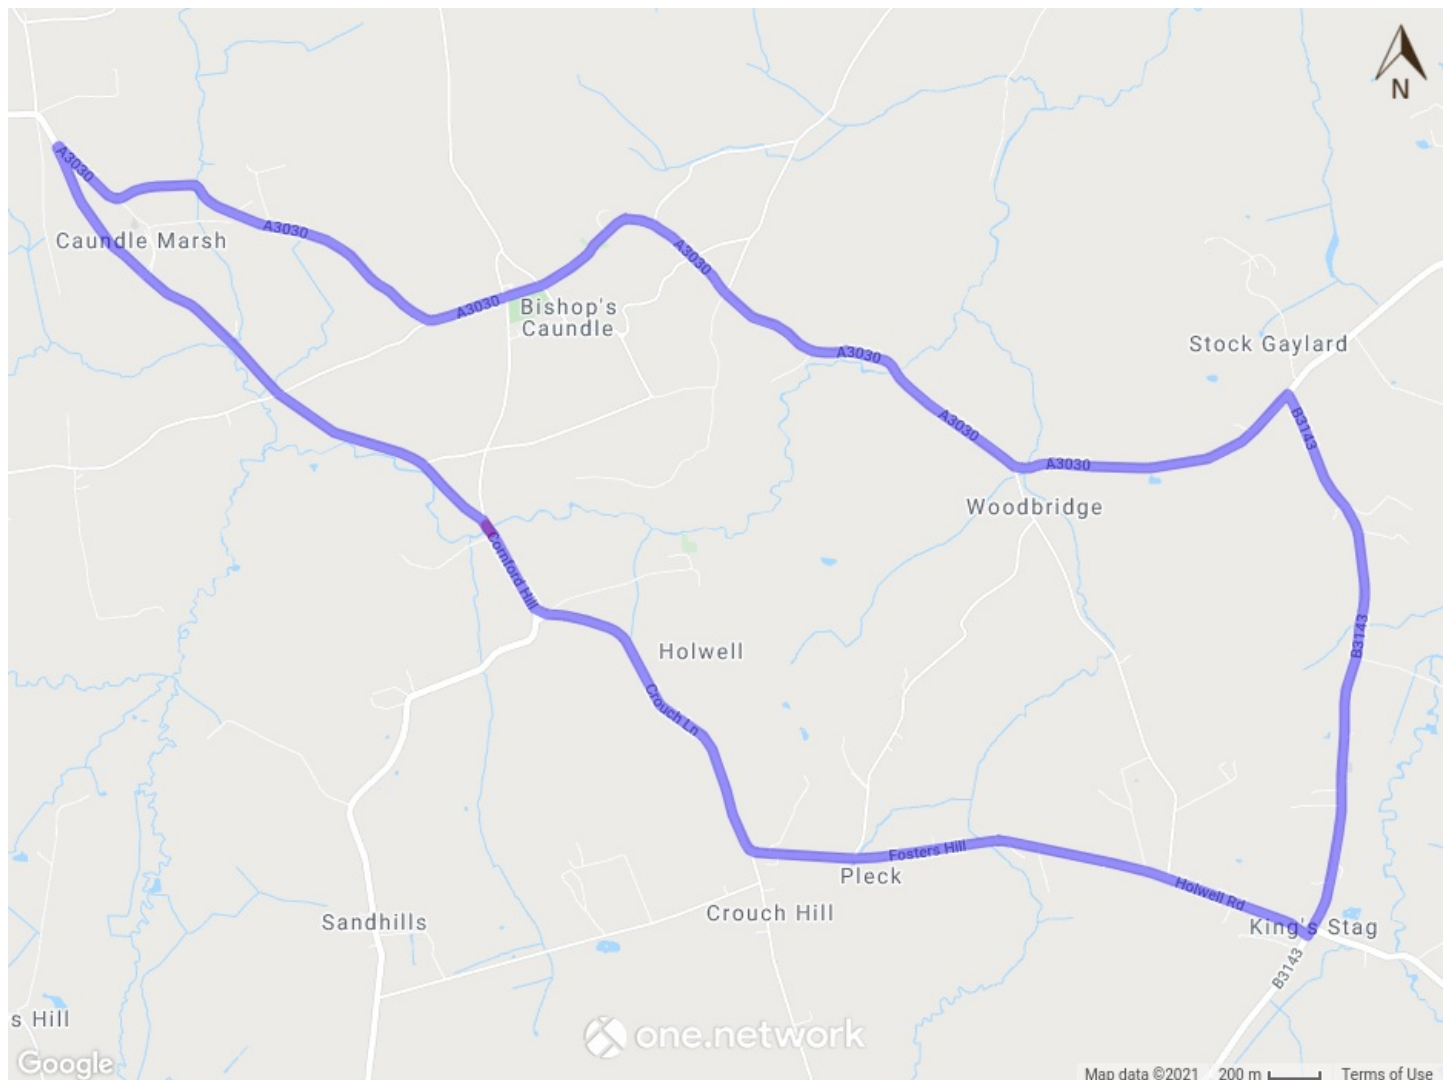 N
A3030
Caundle Marsh
A3030
A3030
A3030
Bishop's
Caundle
A3030
Stock Gaylard
B3143
A3030
A3030
Woodbridge
Cornford Hill
B3143
Holwell
Crouch Ln
Fosters Hill
Pleck
Holwell Rd
Crouch Hill
Sandhills
King's Stag
B3143
s Hill
one.network
Google
Map data ©2021 200 m Terms of Use